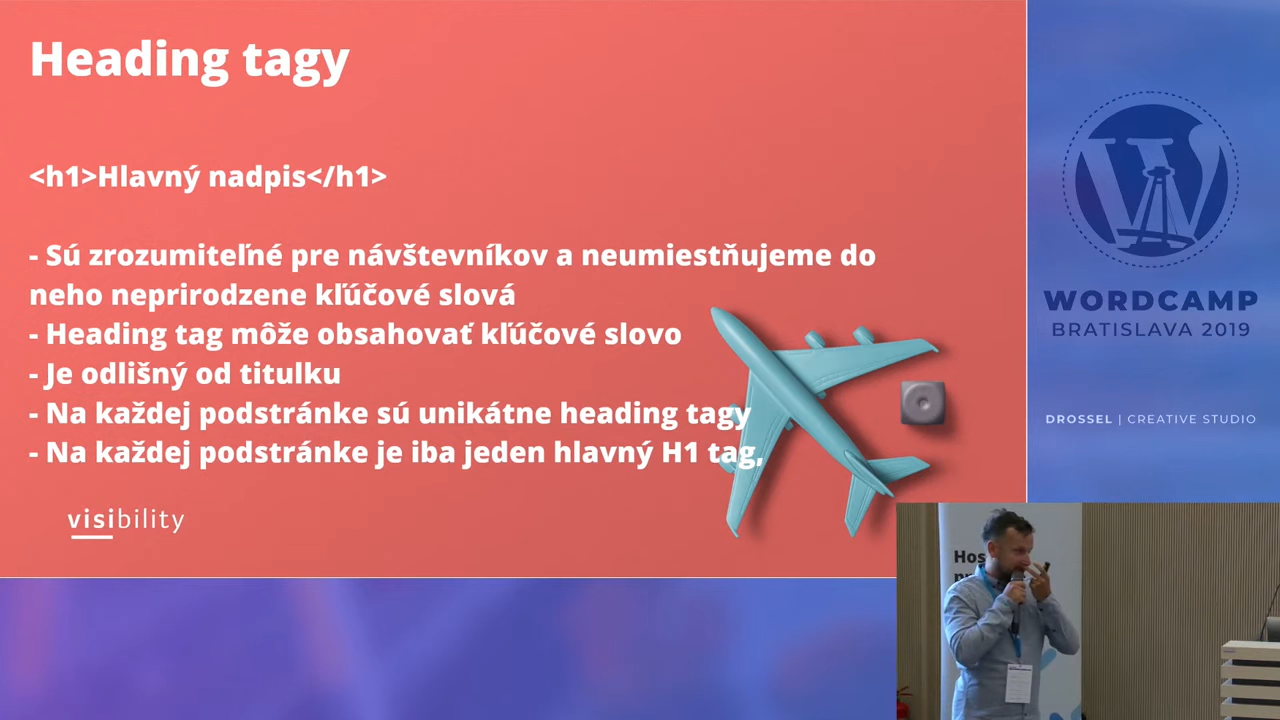 Heading tagy
<h1>Hlavný nadpis</h1>
- Sú zrozumiteľné pre návštevníkov a neumiestňujeme do
neho neprirodzene kľúčové slová
- Heading tag môže obsahovať kľúčové slovo
- Je odlišný od titulku
- Na každej podstránke sú unikátne heading tagy
- Na každej podstránke je iba jeden hlavný H1 tag,
visibility
WORDCAMP
BRATISLAVA 2019
DROSSEL | CREATIVE STUDIO
Hos